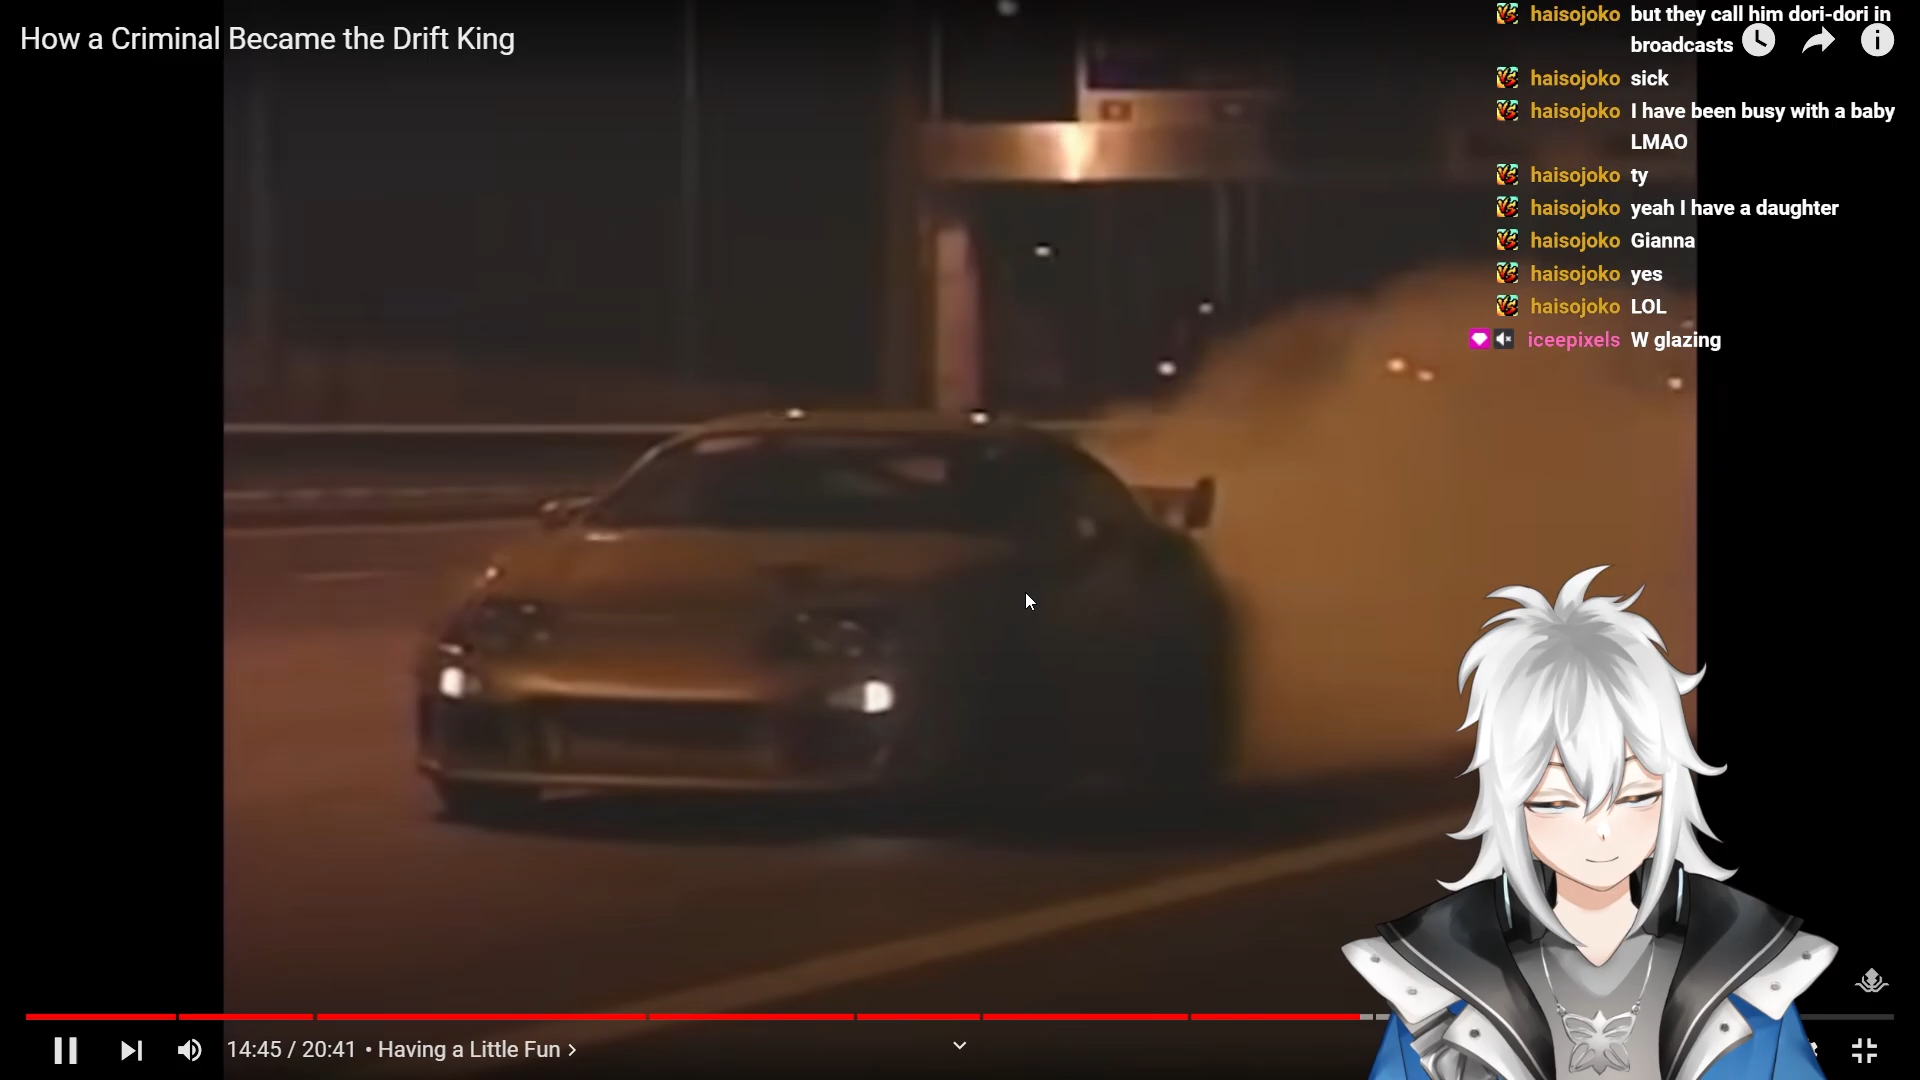 How a Criminal Became the Drift King
haisojoko but they call him dori-dori in
broadcasts
haisojoko sick
haisojoko I have been busy with a baby
LMAO
haisojoko ty
haisojoko yeah I have a daughter
haisojoko Gianna
haisojoko yes
haisojoko LOL
iceepixels W glazing
14:45 / 20:41 • Having a Little Fun >